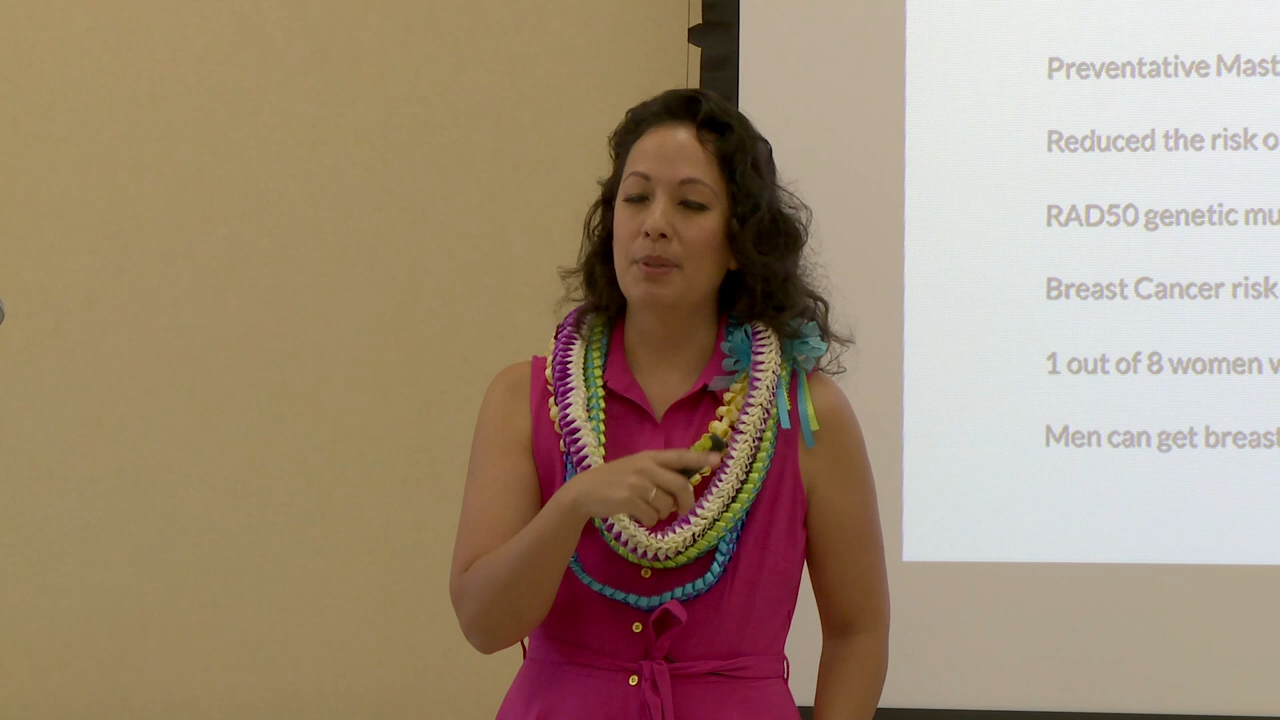 Preventative Mast
Reduced the risk o
RAD50 genetic mu
Breast Cancer risk
1 out of 8 women w
Men can get breast